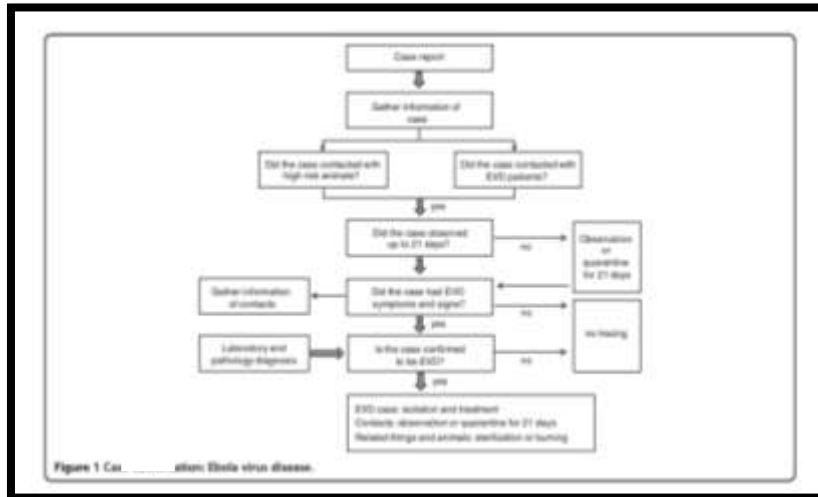 Case report
Gather information of
case
Did the case contacted with
high risk animals?
Did the case contacted with
EVD patients?
yes
Did the case observed
up to 21 days?
no
Observation
or
quarantine
for 21 days
Gather information
of contacts
Did the case had EVD
symptoms and signs?
no
yes
no tracing
Laboratory and
pathology diagnosis
Is the case confirmed
to be EVD?
no
yes
EVD case: isolation and treatment
Contacts: observation or quarantine for 21 days
Related things and animals: sterilization or burning
Figure 1 Ebola virus disease.